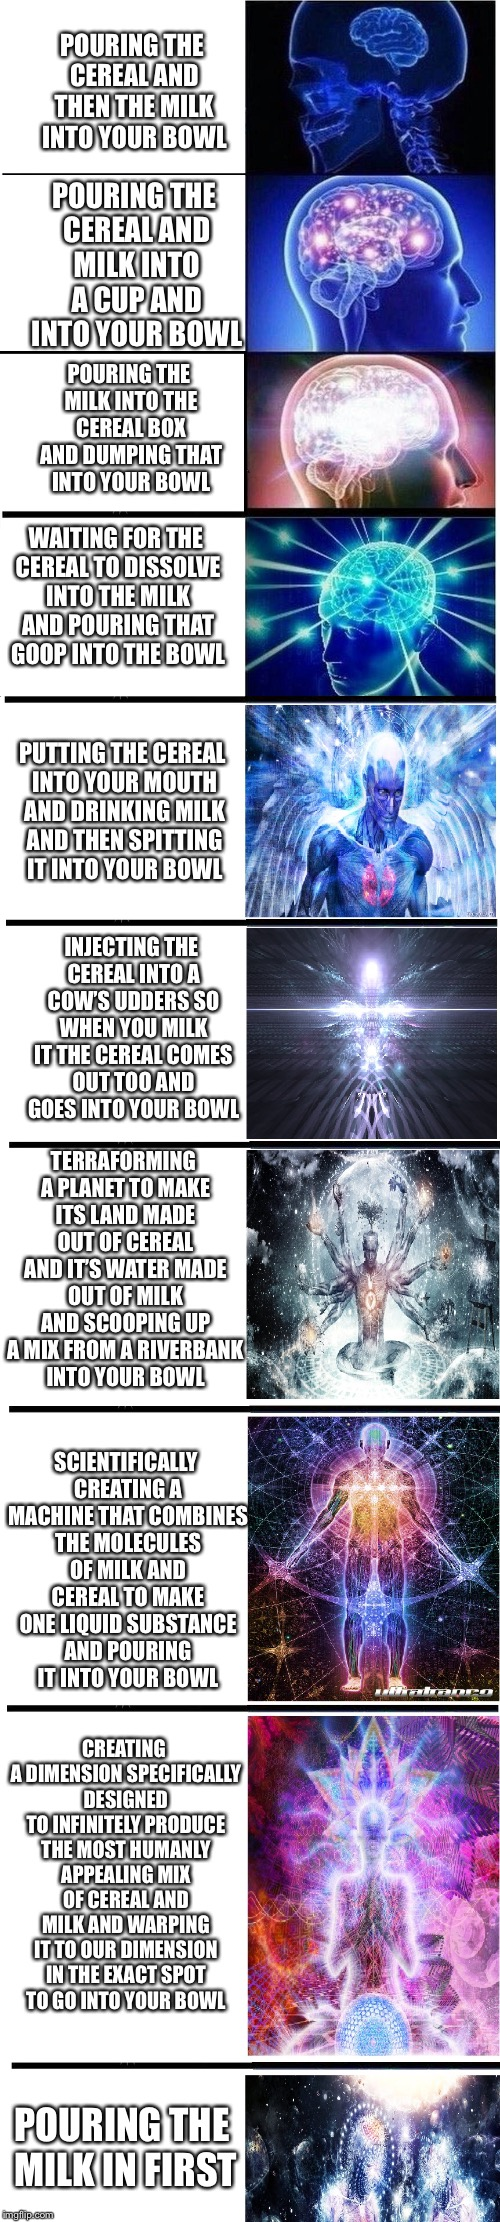 POURING THE
CEREAL AND
THEN THE MILK
INTO YOUR BOWL
POURING THE
CEREAL AND
MILK INTO
A CUP AND
INTO YOUR BOWL
POURING THE
MILK INTO THE
CEREAL BOX
AND DUMPING THAT
INTO YOUR BOWL
WAITING FOR THE
CEREAL TO DISSOLVE
INTO THE MILK
AND POURING THAT
GOOP INTO THE BOWL
PUTTING THE CEREAL
INTO YOUR MOUTH
AND DRINKING MILK
AND THEN SPITTING
IT INTO YOUR BOWL
INJECTING THE
CEREAL INTO A
COW'S UDDERS SO
WHEN YOU MILK
IT THE CEREAL COMES
OUT TOO AND
GOES INTO YOUR BOWL
TERRAFORMING
A PLANET TO MAKE
ITS LAND MADE
OUT OF CEREAL
AND IT'S WATER MADE
OUT OF MILK
AND SCOOPING UP
A MIX FROM A RIVERBANK
INTO YOUR BOWL
SCIENTIFICALLY
CREATING A
MACHINE THAT COMBINES
THE MOLECULES
OF MILK AND
CEREAL TO MAKE
ONE LIQUID SUBSTANCE
AND POURING
IT INTO YOUR BOWL
CREATING
A DIMENSION SPECIFICALLY
DESIGNED
TO INFINITELY PRODUCE
THE MOST HUMANLY
APPEALING MIX
OF CEREAL AND
MILK AND WARPING
IT TO OUR DIMENSION
IN THE EXACT SPOT
TO GO INTO YOUR BOWL
POURING THE
MILK IN FIRST
imgflip.com